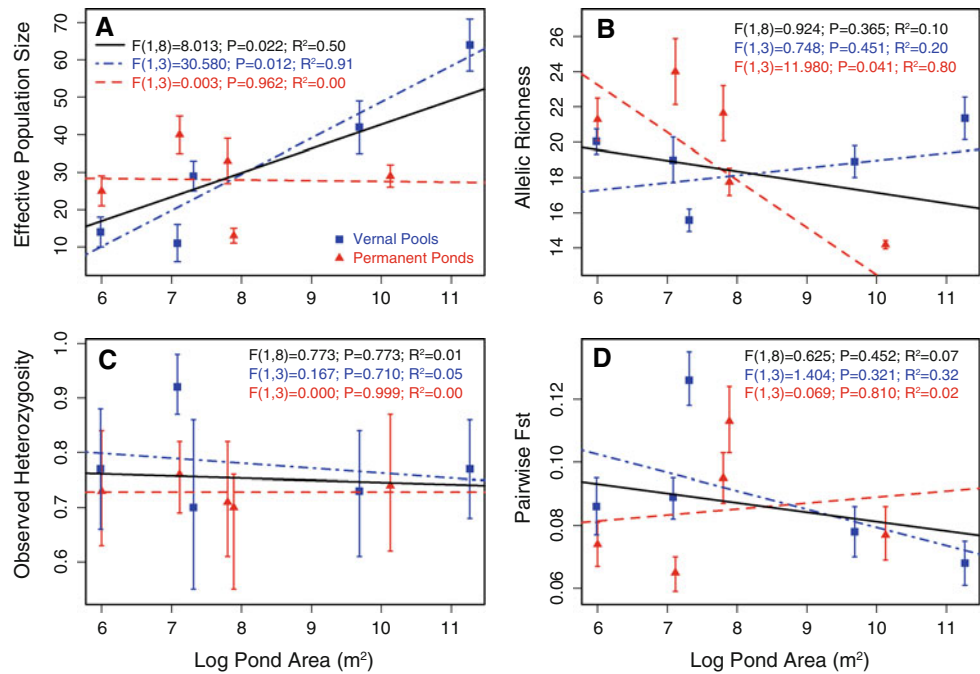 A
F(1,8)=8.013; P=0.022; R²=0.50
F(1,3)=30.580; P=0.012; R²=0.91
F(1,3)=0.003; P=0.962; R²=0.00
Effective Population Size
70
60
50
40
30
20
10
Vernal Pools
Permanent Ponds
6 7 8 9 10 11
B
F(1,8)=0.924; P=0.365; R²=0.10
F(1,3)=0.748; P=0.451; R²=0.20
F(1,3)=11.980; P=0.041; R²=0.80
Allelic Richness
26
24
22
20
18
16
14
6 7 8 9 10 11
C
F(1,8)=0.773; P=0.773; R²=0.01
F(1,3)=0.167; P=0.710; R²=0.05
F(1,3)=0.000; P=0.999; R²=0.00
Observed Heterozygosity
1.0
0.9
0.8
0.7
0.6
6 7 8 9 10 11
Log Pond Area (m²)
D
F(1,8)=0.625; P=0.452; R²=0.07
F(1,3)=1.404; P=0.321; R²=0.32
F(1,3)=0.069; P=0.810; R²=0.02
Pairwise Fst
0.12
0.10
0.08
0.06
6 7 8 9 10 11
Log Pond Area (m²)